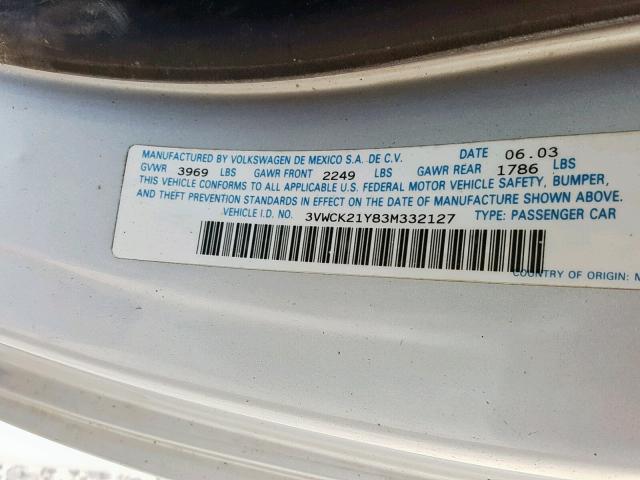 MANUFACTURED BY VOLKSWAGEN DE MEXICO S.A. DE C.V. DATE 06.03
GVWR 3969 LBS GAWR FRONT 2249 LBS GAWR REAR 1786 LBS
THIS VEHICLE CONFORMS TO ALL APPLICABLE U.S. FEDERAL MOTOR VEHICLE SAFETY, BUMPER,
AND THEFT PREVENTION STANDARDS IN EFFECT ON THE DATE OF MANUFACTURE SHOWN ABOVE.
VEHICLE I.D. NO. 3VWCK21Y83M332127 TYPE: PASSENGER CAR
COUNTRY OF ORIGIN: M